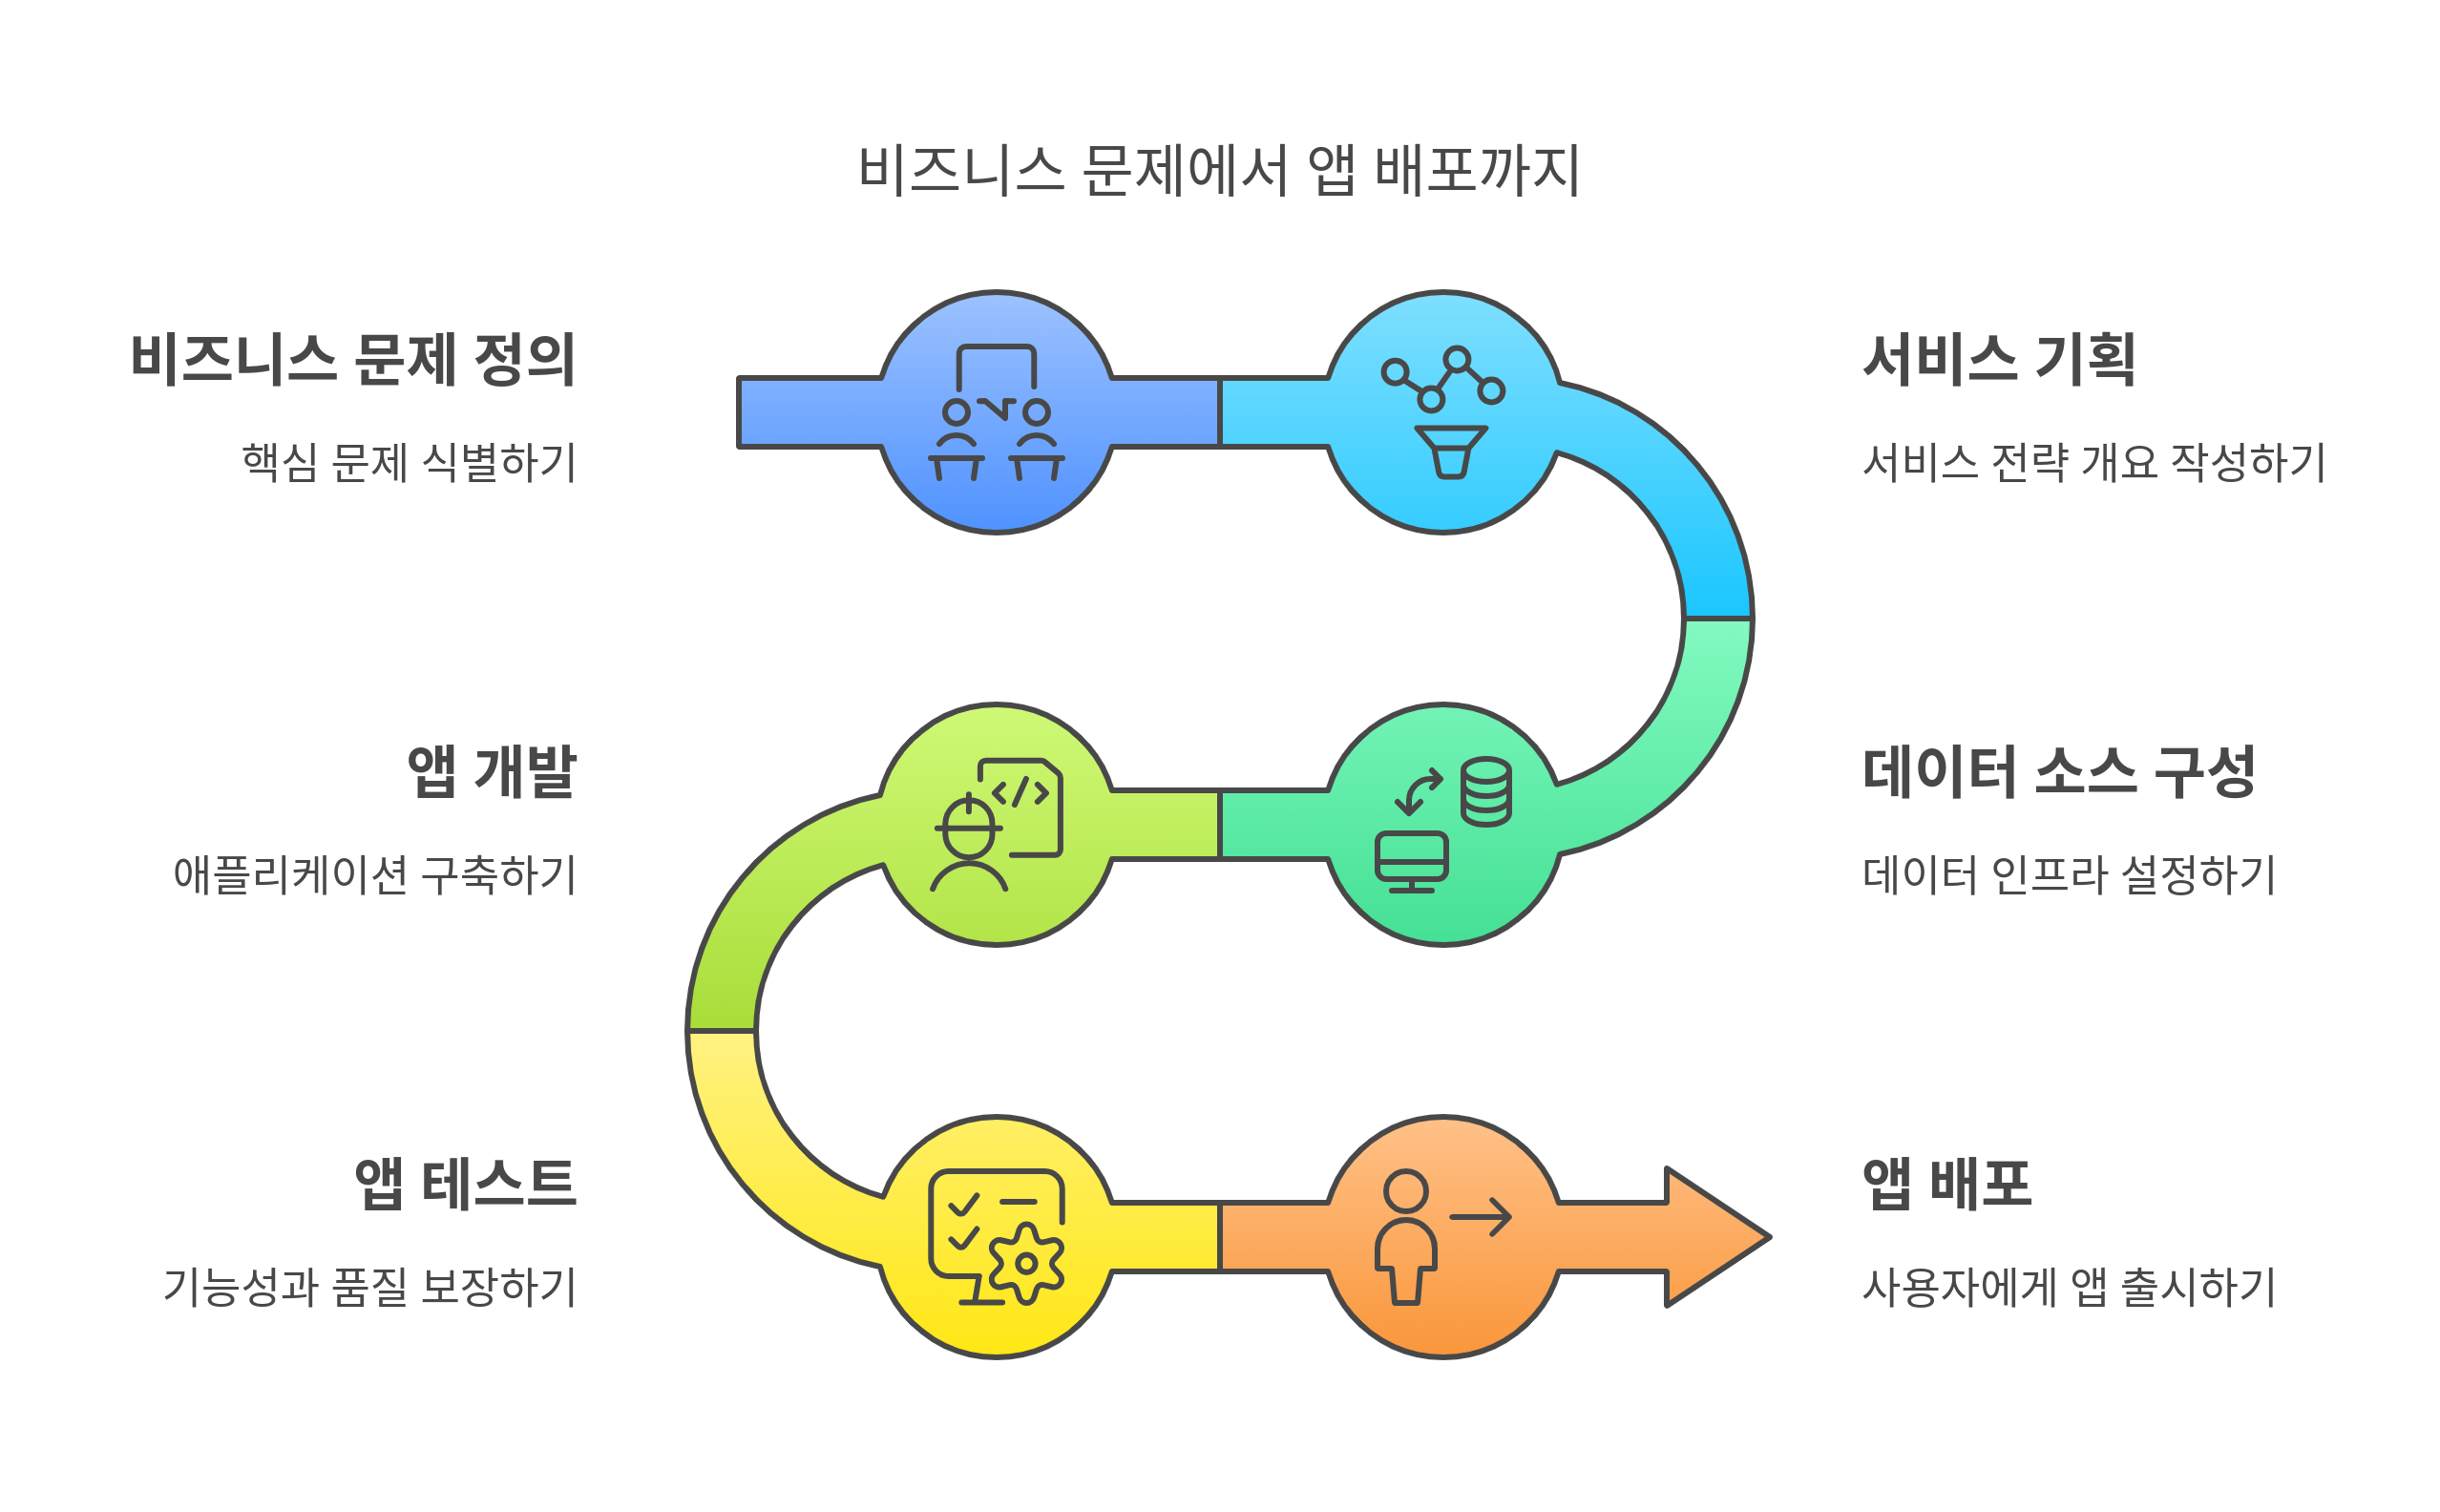 비즈니스 문제에서 앱 배포까지
비즈니스 문제 정의
핵심 문제 식별하기
서비스 기획
서비스 전략 개요 작성하기
데이터 소스 구성
데이터 인프라 설정하기
앱 개발
애플리케이션 구축하기
앱 테스트
기능성과 품질 보장하기
앱 배포
사용자에게 앱 출시하기